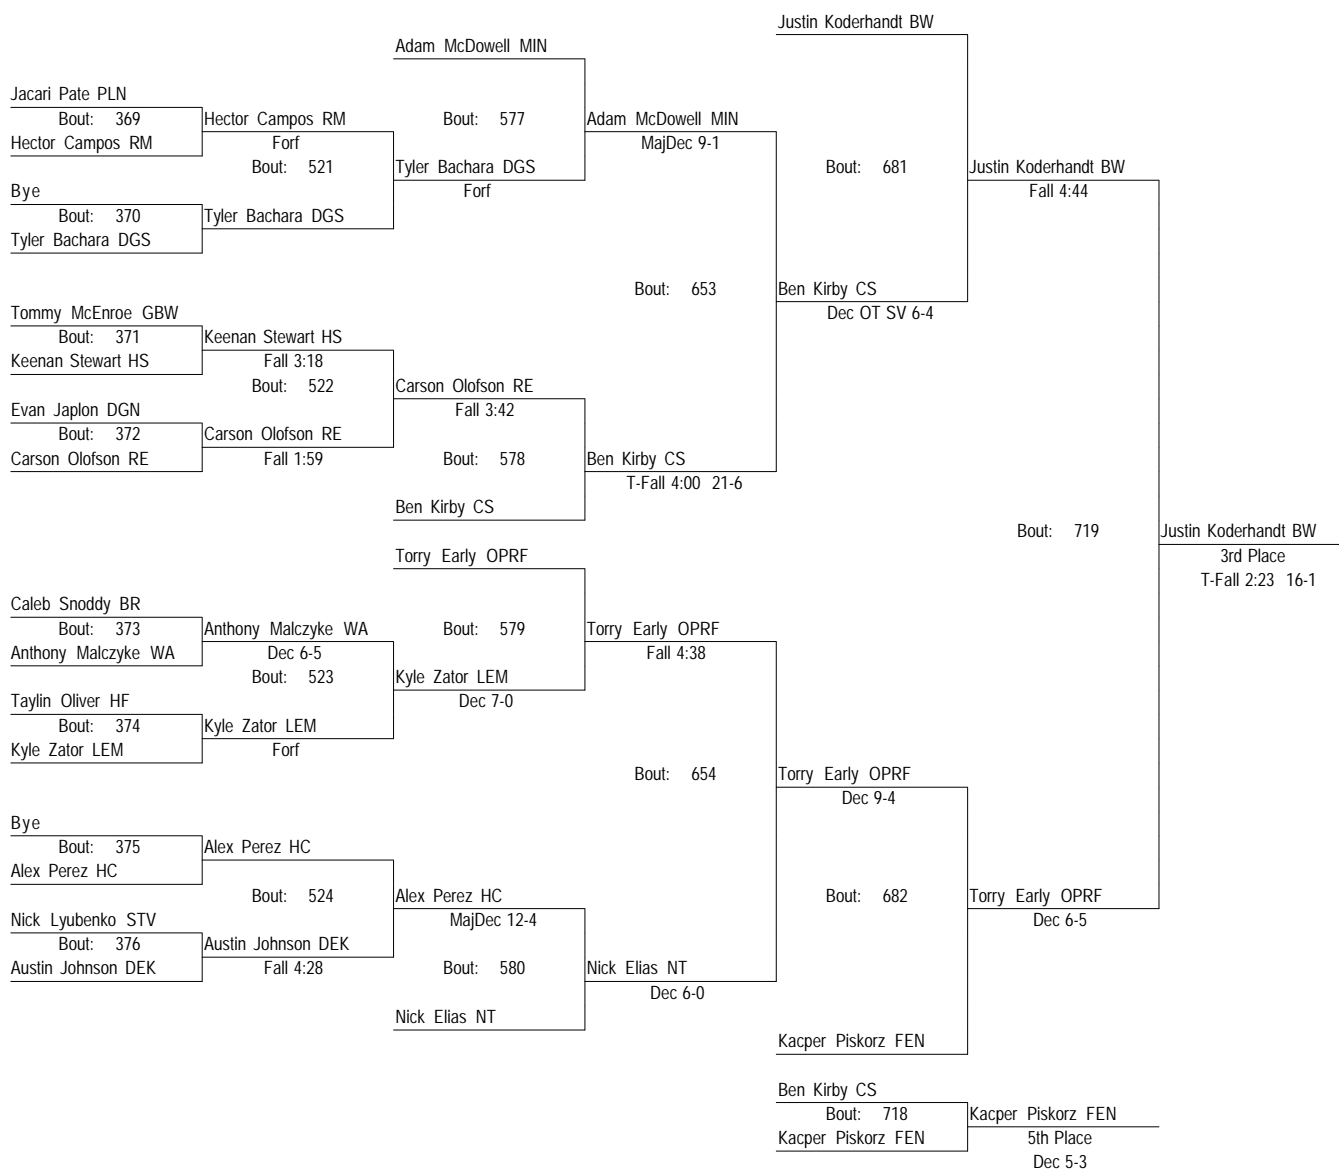 Justin Koderhandt BW
Adam McDowell MIN
Jacari Pate PLN
Bout: 369
Hector Campos RM
Hector Campos RM
Forf
Bout: 577
Adam McDowell MIN
MajDec 9-1
Bout: 521
Tyler Bachara DGS
Forf
Bout: 681
Justin Koderhandt BW
Fall 4:44
Bye
Bout: 370
Tyler Bachara DGS
Tyler Bachara DGS
Bout: 653
Ben Kirby CS
Dec OT SV 6-4
Tommy McEnroe GBW
Bout: 371
Keenan Stewart HS
Keenan Stewart HS
Fall 3:18
Bout: 522
Carson Olofson RE
Fall 3:42
Evan Japlon DGN
Bout: 372
Carson Olofson RE
Carson Olofson RE
Fall 1:59
Bout: 578
Ben Kirby CS
T-Fall 4:00 21-6
Ben Kirby CS
Bout: 719
Justin Koderhandt BW
3rd Place
T-Fall 2:23 16-1
Torry Early OPRF
Caleb Snoddy BR
Bout: 373
Anthony Malczyke WA
Anthony Malczyke WA
Dec 6-5
Bout: 579
Torry Early OPRF
Fall 4:38
Bout: 523
Kyle Zator LEM
Dec 7-0
Taylin Oliver HF
Bout: 374
Kyle Zator LEM
Kyle Zator LEM
Forf
Bout: 654
Torry Early OPRF
Dec 9-4
Bye
Bout: 375
Alex Perez HC
Alex Perez HC
Bout: 524
Alex Perez HC
MajDec 12-4
Bout: 682
Torry Early OPRF
Dec 6-5
Nick Lyubenko STV
Bout: 376
Austin Johnson DEK
Austin Johnson DEK
Fall 4:28
Bout: 580
Nick Elias NT
Dec 6-0
Nick Elias NT
Kacper Piskorz FEN
Ben Kirby CS
Bout: 718
Kacper Piskorz FEN
Kacper Piskorz FEN
5th Place
Dec 5-3